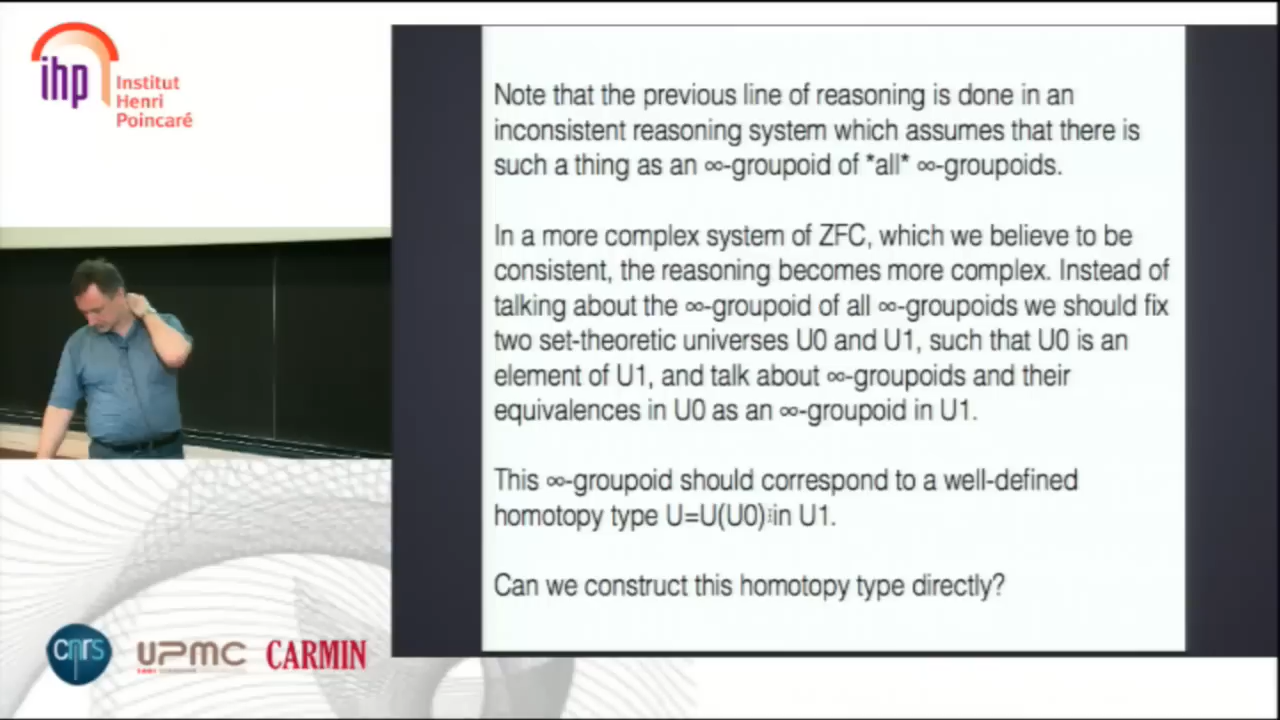 ihp
Institut
Henri
Poincaré
Note that the previous line of reasoning is done in an
inconsistent reasoning system which assumes that there is
such a thing as an ∞-groupoid of *all* ∞-groupoids.
In a more complex system of ZFC, which we believe to be
consistent, the reasoning becomes more complex. Instead of
talking about the ∞-groupoid of all ∞-groupoids we should fix
two set-theoretic universes U0 and U1, such that U0 is an
element of U1, and talk about ∞-groupoids and their
equivalences in U0 as an ∞-groupoid in U1.
This ∞-groupoid should correspond to a well-defined
homotopy type U=U(U0) in U1.
Can we construct this homotopy type directly?
cnrs
UPMC
CARMIN